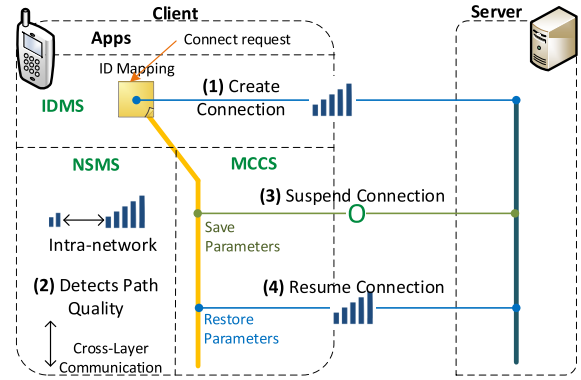 Client
Server
Apps
Connect request
ID Mapping
IDMS
(1) Create
Connection
NSMS
MCCS
(3) Suspend Connection
O
Save
Parameters
Intra-network
(2) Detects Path
Quality
(4) Resume Connection
Restore
Parameters
Cross-Layer
Communication